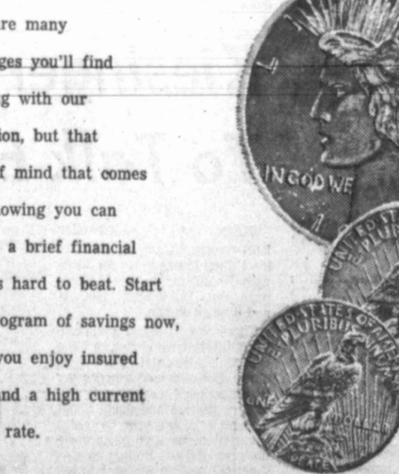 re many
ges you'll find
g with our
ion, but that
f mind that comes
owing you can
a brief financial
s hard to beat. Start
ogram of savings now,
you enjoy insured
nd a high current
rate.
L I
IN GOD WE
UNITED STATES OF AMERICA
E PLURIBUS UNUM
ONE DOLLAR